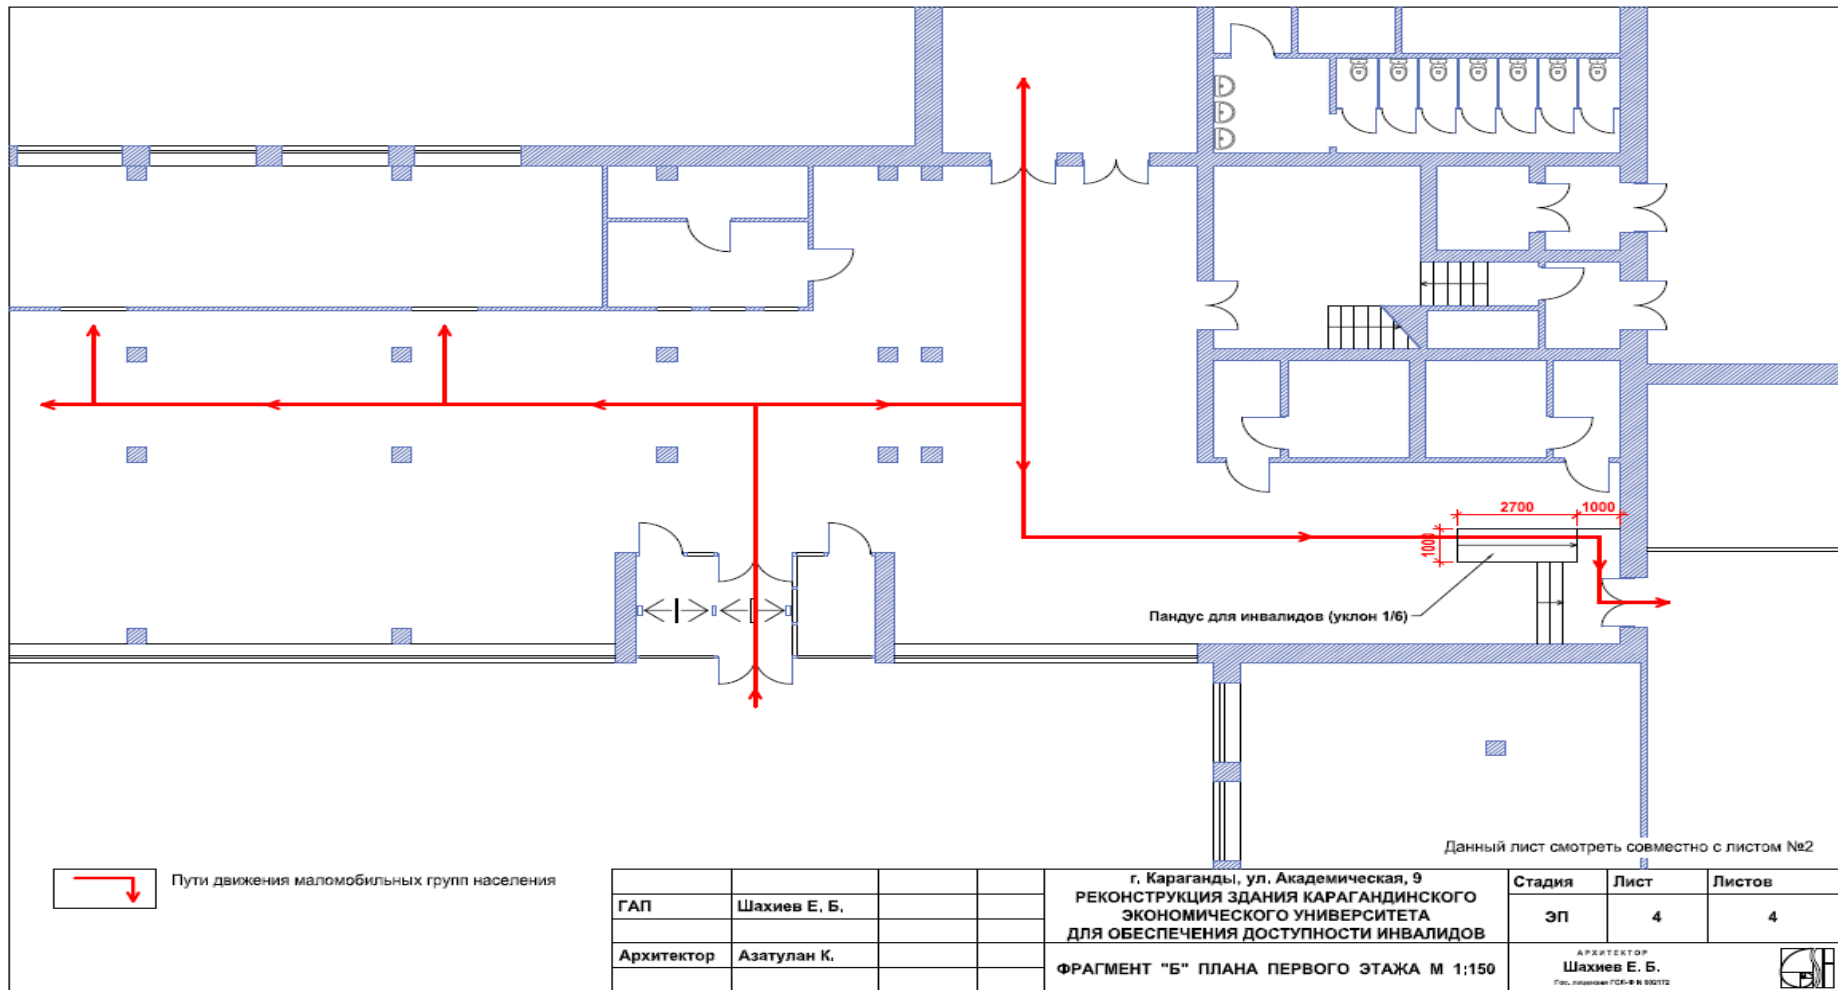 2700
1000
1000
Пандус для инвалидов (уклон 1/6)
Данный лист смотреть совместно с листом №2
Пути движения маломобильных групп населения
ГАП
Шахиев Е. Б.
Архитектор
Азатулан К.
г. Караганды, ул. Академическая, 9
РЕКОНСТРУКЦИЯ ЗДАНИЯ КАРАГАНДИНСКОГО
ЭКОНОМИЧЕСКОГО УНИВЕРСИТЕТА
ДЛЯ ОБЕСПЕЧЕНИЯ ДОСТУПНОСТИ ИНВАЛИДОВ
ФРАГМЕНТ "Б" ПЛАНА ПЕРВОГО ЭТАЖА М 1:150
Стадия
Лист
Листов
ЭП
4
4
АРХИТЕКТОР
Шахиев Е. Б.